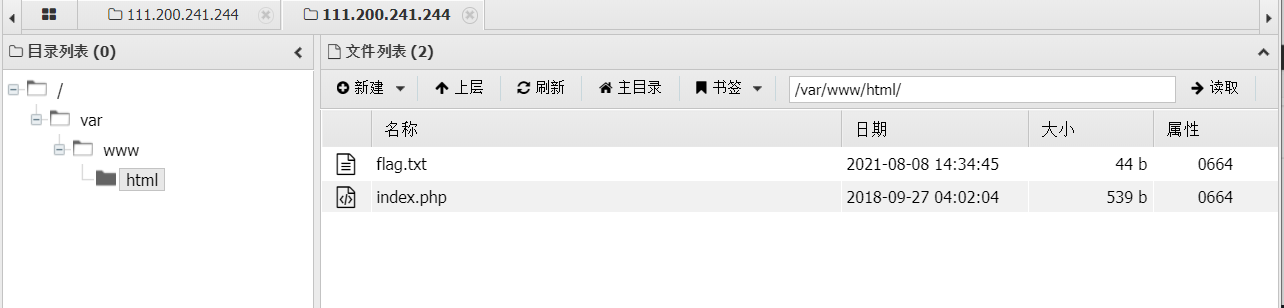 111.200.241.244 111.200.241.244
目录列表 (0) 文件列表 (2)
新建 上层 刷新 主目录 书签 /var/www/html/ 读取
/
var
www
html
名称 日期 大小 属性
flag.txt 2021-08-08 14:34:45 44 b 0664
index.php 2018-09-27 04:02:04 539 b 0664